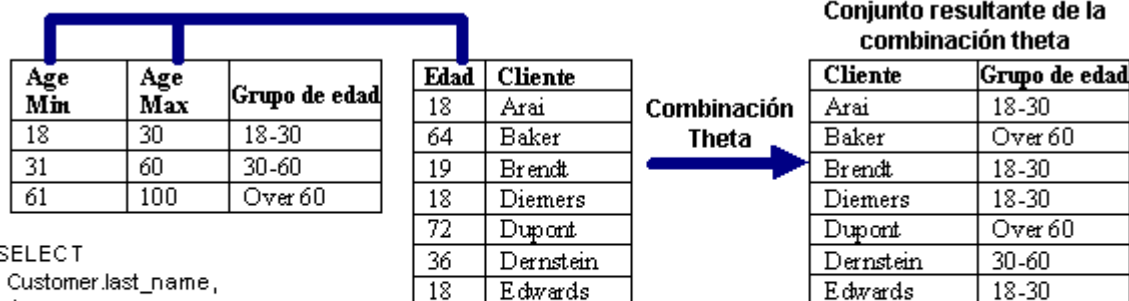 Conjunto resultante de la
combinación theta
Age Min Age Max Grupo de edad
18 30 18-30
31 60 30-60
61 100 Over 60
Edad Cliente
18 Arai
64 Baker
19 Brendt
18 Diemers
72 Dupont
36 Dernstein
18 Edwards
Combinación
Theta
Cliente Grupo de edad
Arai 18-30
Baker Over 60
Brendt 18-30
Diemers 18-30
Dupont Over 60
Dernstein 30-60
Edwards 18-30
SELECT
Customer.last_name,